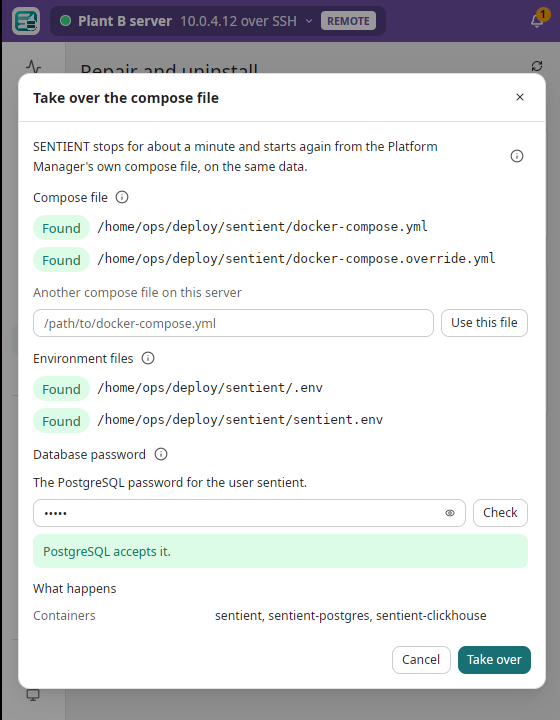 Plant B server 10.0.4.12 over SSH REMOTE
1
Repair and uninstall
Take over the compose file
SENTIENT stops for about a minute and starts again from the Platform
Manager's own compose file, on the same data.
Compose file
Found /home/ops/deploy/sentient/docker-compose.yml
Found /home/ops/deploy/sentient/docker-compose.override.yml
Another compose file on this server
/path/to/docker-compose.yml Use this file
Environment files
Found /home/ops/deploy/sentient/.env
Found /home/ops/deploy/sentient/sentient.env
Database password
The PostgreSQL password for the user sentient.
••••• Check
PostgreSQL accepts it.
What happens
Containers sentient, sentient-postgres, sentient-clickhouse
Cancel Take over